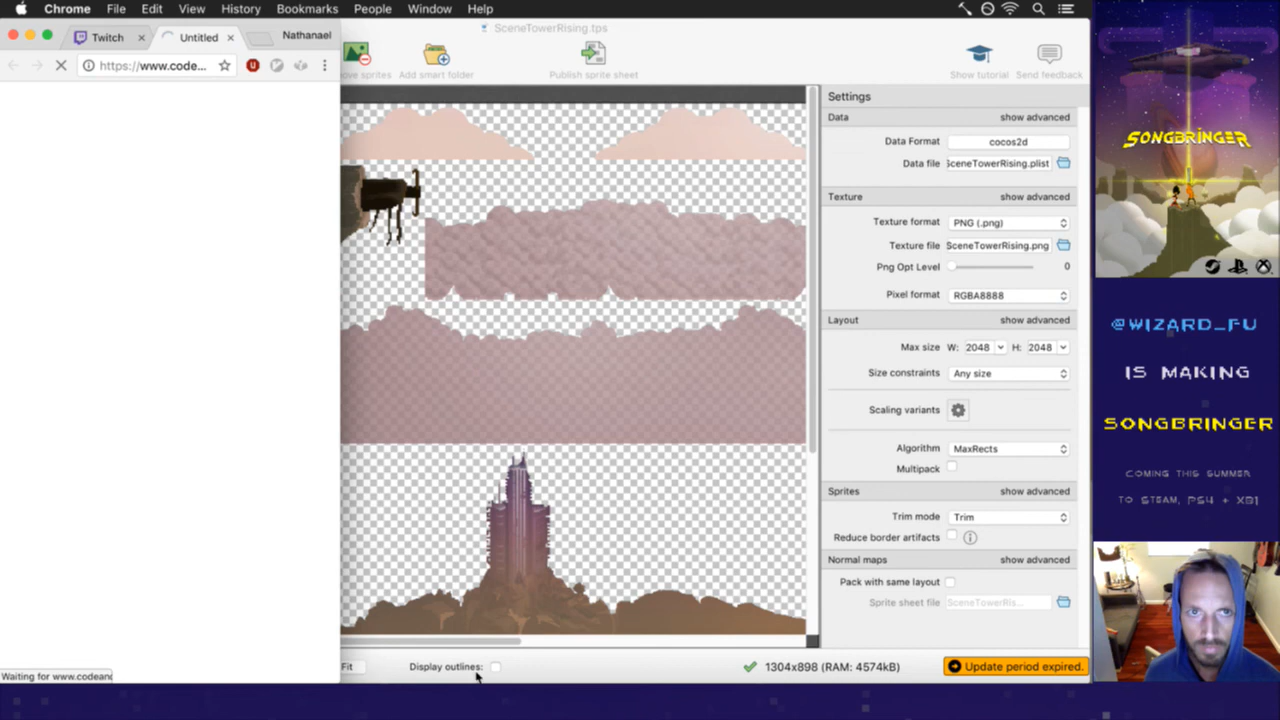 Chrome File Edit View History Bookmarks People Window Help
Twitch Untitled Nathanael
https://www.code...
SceneTowerRising.tps
ove sprites Add smart folder Publish sprite sheet Show tutorial Send feedback
Settings
Data show advanced
Data Format cocos2d
Data file SceneTowerRising.plist
Texture show advanced
Texture format PNG (.png)
Texture file SceneTowerRising.png
Png Opt Level 0
Pixel format RGBA8888
Layout show advanced
Max size W: 2048 H: 2048
Size constraints Any size
Scaling variants
Algorithm MaxRects
Multipack
Sprites show advanced
Trim mode Trim
Reduce border artifacts
Normal maps show advanced
Pack with same layout
Sprite sheet file SceneTowerRis...
Waiting for www.codeand
Fit Display outlines: 1304x898 (RAM: 4574kB) Update period expired.
SONGBRINGER
@WIZARD_FU
IS MAKING
SONGBRINGER
COMING THIS SUMMER
TO STEAM, PS4 + XB1